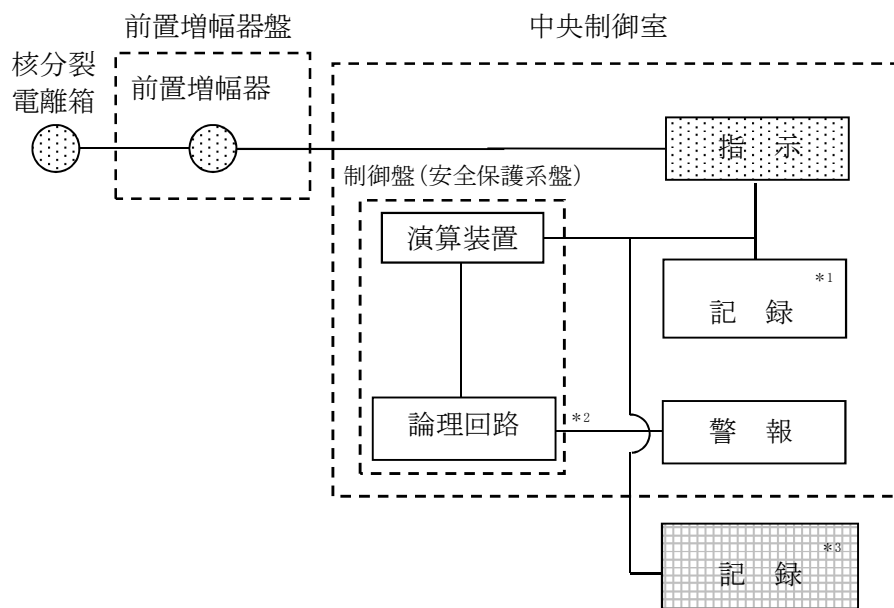 前置増幅器盤
中央制御室
核分裂
電離箱
前置増幅器
指 示
制御盤(安全保護系盤)
演算装置
*1
記 録
論理回路
*2
警 報
*3
記 録